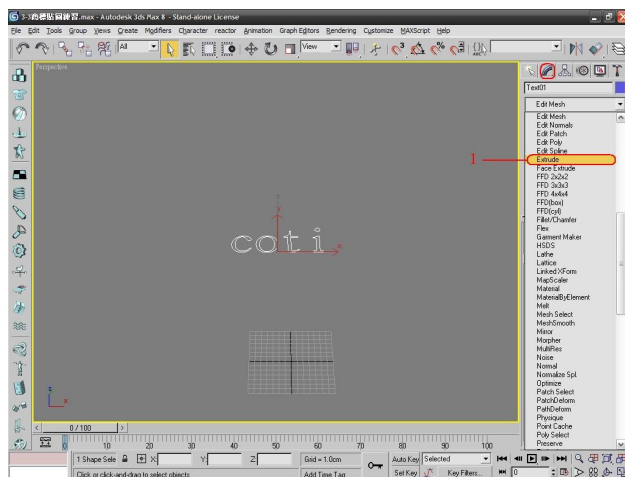 3-3商標貼圖練習.max - Autodesk 3ds Max 8 - Stand-alone License
File Edit Tools Group Views Create Modifiers Character reactor Animation Graph Editors Rendering Customize MAXScript Help
All View
Perspective
Text01
Edit Mesh
Edit Mesh
Edit Normals
Edit Patch
Edit Poly
Edit Spline
1 Extrude
Face Extrude
FFD 2x2x2
FFD 3x3x3
FFD 4x4x4
FFD(box)
FFD(cyl)
Fillet/Chamfer
Flex
Garment Maker
HSDS
Lathe
Lattice
Linked XForm
MapScaler
Material
MaterialByElement
Melt
Mesh Select
MeshSmooth
Mirror
Morpher
MultiRes
Noise
Normal
Normalize Spl.
Optimize
Patch Select
PatchDeform
PathDeform
Physique
Point Cache
Poly Select
Preserve
coti
x
z
x
0 / 100
0 10 20 30 40 50 60 70 80 90 100
1 Shape Sele X: Y: Z: Grid = 1.0cm Auto Key Selected
Click or click-and-drag to select objects Add Time Tag Set Key Key Filters... 0